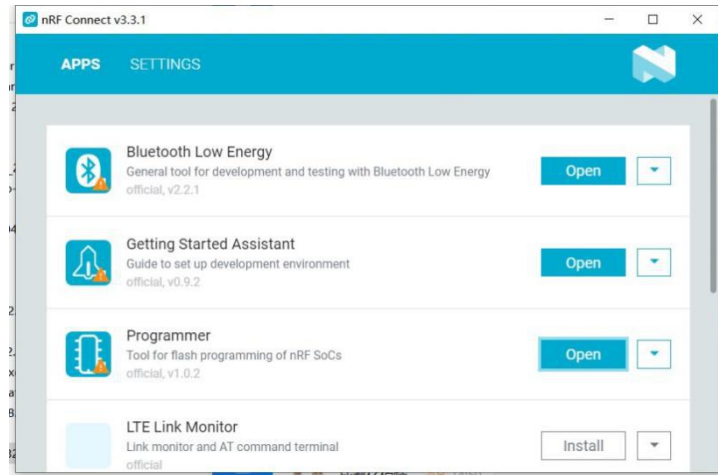 nRF Connect v3.3.1
APPS SETTINGS
Bluetooth Low Energy
General tool for development and testing with Bluetooth Low Energy
official, v2.2.1
Open
Getting Started Assistant
Guide to set up development environment
official, v0.9.2
Open
Programmer
Tool for flash programming of nRF SoCs
official, v1.0.2
Open
LTE Link Monitor
Link monitor and AT command terminal
official
Install